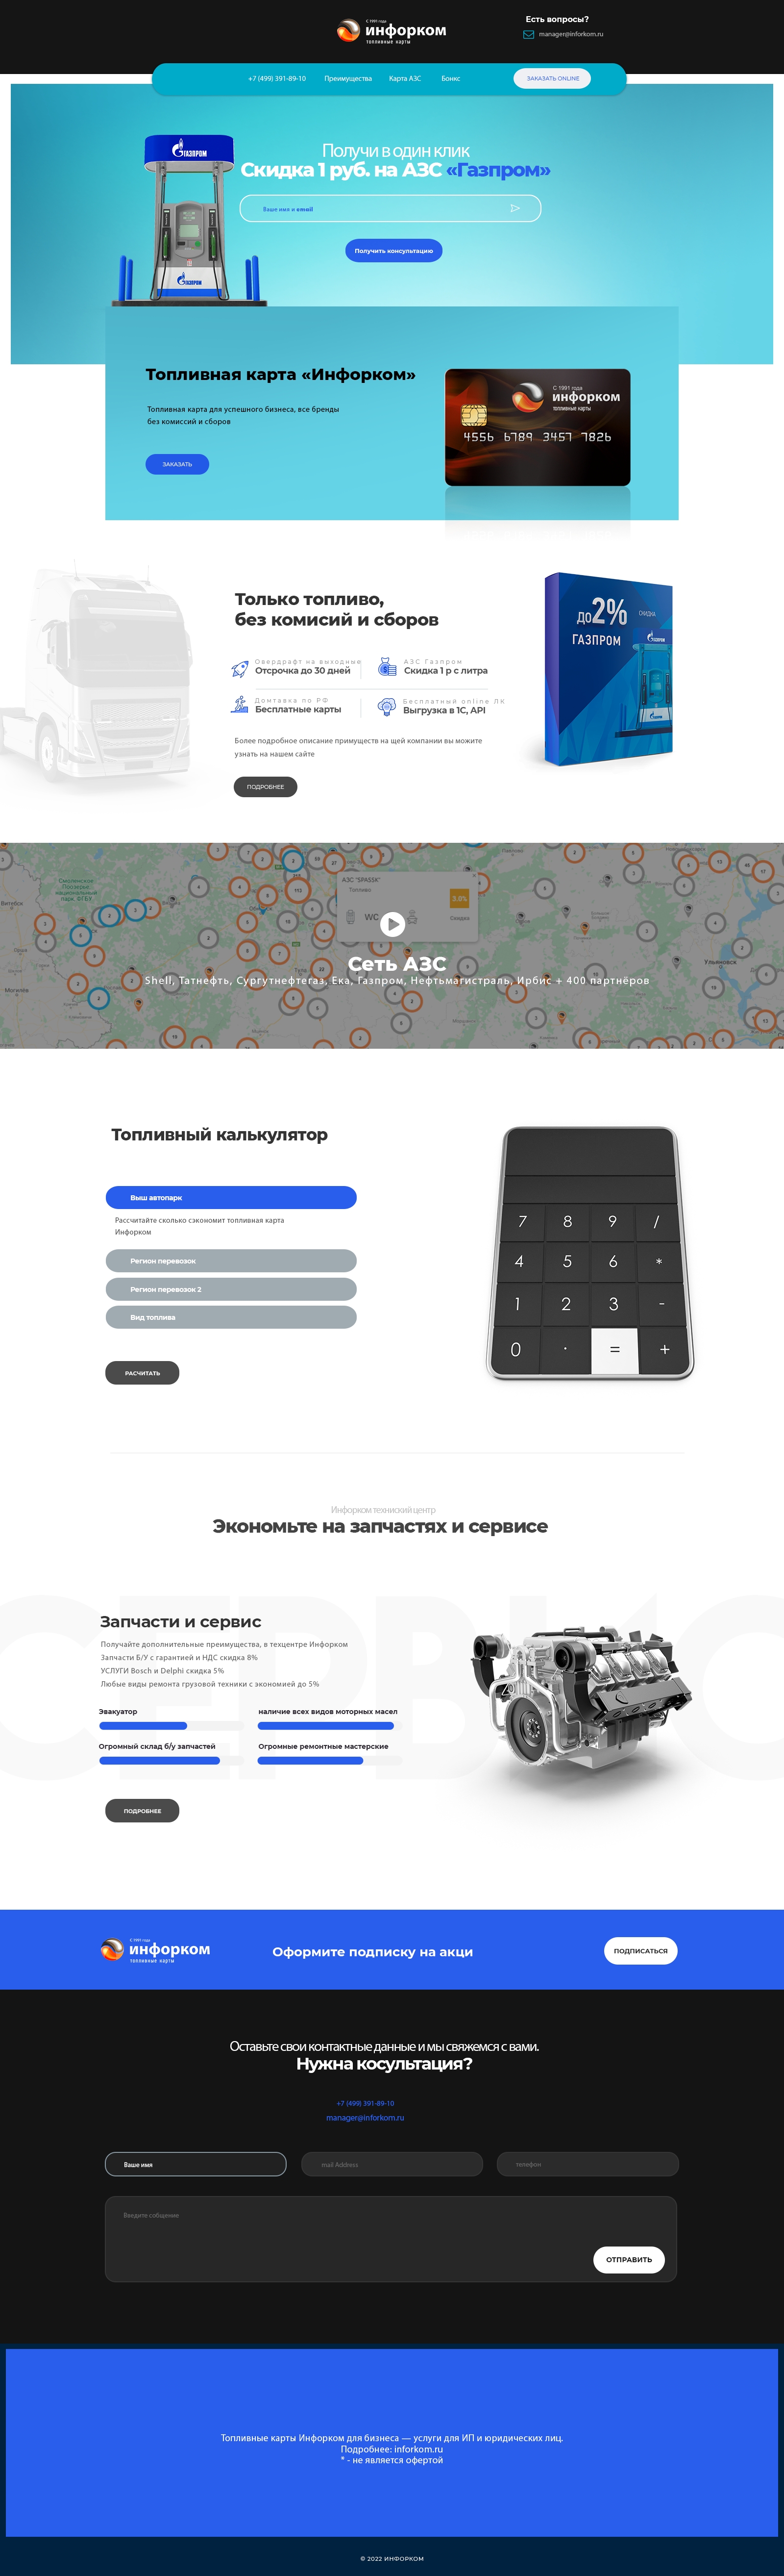 С 1991 года
инфорком
топливные карты
Есть вопросы?
manager@inforkom.ru
+7 (499) 391-89-10 Преимущества Карта АЗС Бонкс ЗАКАЗАТЬ ONLINE
ГАЗПРОМ
Получи в один клик
Скидка 1 руб. на АЗС «Газпром»
Ваше имя и email
Получить консультацию
ГАЗПРОМ
Топливная карта «Инфорком»
Топливная карта для успешного бизнеса, все бренды
без комиссий и сборов
ЗАКАЗАТЬ
С 1991 года
инфорком
топливные карты
4556 6789 3457 7826
Только топливо,
без комисий и сборов
Овердрафт на выходные
Отсрочка до 30 дней
АЗС Газпром
Скидка 1 р с литра
Донтавка по РФ
Бесплатные карты
Бесплатный online ЛК
Выгрузка в 1С, API
Более подробное описание примуществ на щей компании вы можите
узнать на нашем сайте
ПОДРОБНЕЕ
до 2% СКИДКА
ГАЗПРОМ
АЗС "SPASSK"
Топливо
3.0%
WC
Скидка
Сеть АЗС
Shell, Татнефть, Сургутнефтегаз, Ека, Газпром, Нефтьмагистраль, Ирбис + 400 партнёров
Топливный калькулятор
Выш автопарк
Рассчитайте сколько сэкономит топливная карта
Инфорком
Регион перевозок
Регион перевозок 2
Вид топлива
РАСЧИТАТЬ
7 8 9 /
4 5 6 *
1 2 3 -
0 . = +
Инфорком техниский центр
Экономьте на запчастях и сервисе
СЕРВИС
Запчасти и сервис
Получайте дополнительные преимущества, в техцентре Инфорком
Запчасти Б/У с гарантией и НДС скидка 8%
УСЛУГИ Bosch и Delphi скидка 5%
Любые виды ремонта грузовой техники с экономией до 5%
Эвакуатор
наличие всех видов моторных масел
Огромный склад б/у запчастей
Огромные ремонтные мастерские
ПОДРОБНЕЕ
С 1991 года
инфорком
топливные карты
Оформите подписку на акци
ПОДПИСАТЬСЯ
Оставьте свои контактные данные и мы свяжемся с вами.
Нужна косультация?
+7 (499) 391-89-10
manager@inforkom.ru
Ваше имя
mail Address
телефон
Введите собщение
ОТПРАВИТЬ
Топливные карты Инфорком для бизнеса — услуги для ИП и юридических лиц.
Подробнее: inforkom.ru
* - не является офертой
© 2022 ИНФОРКОМ